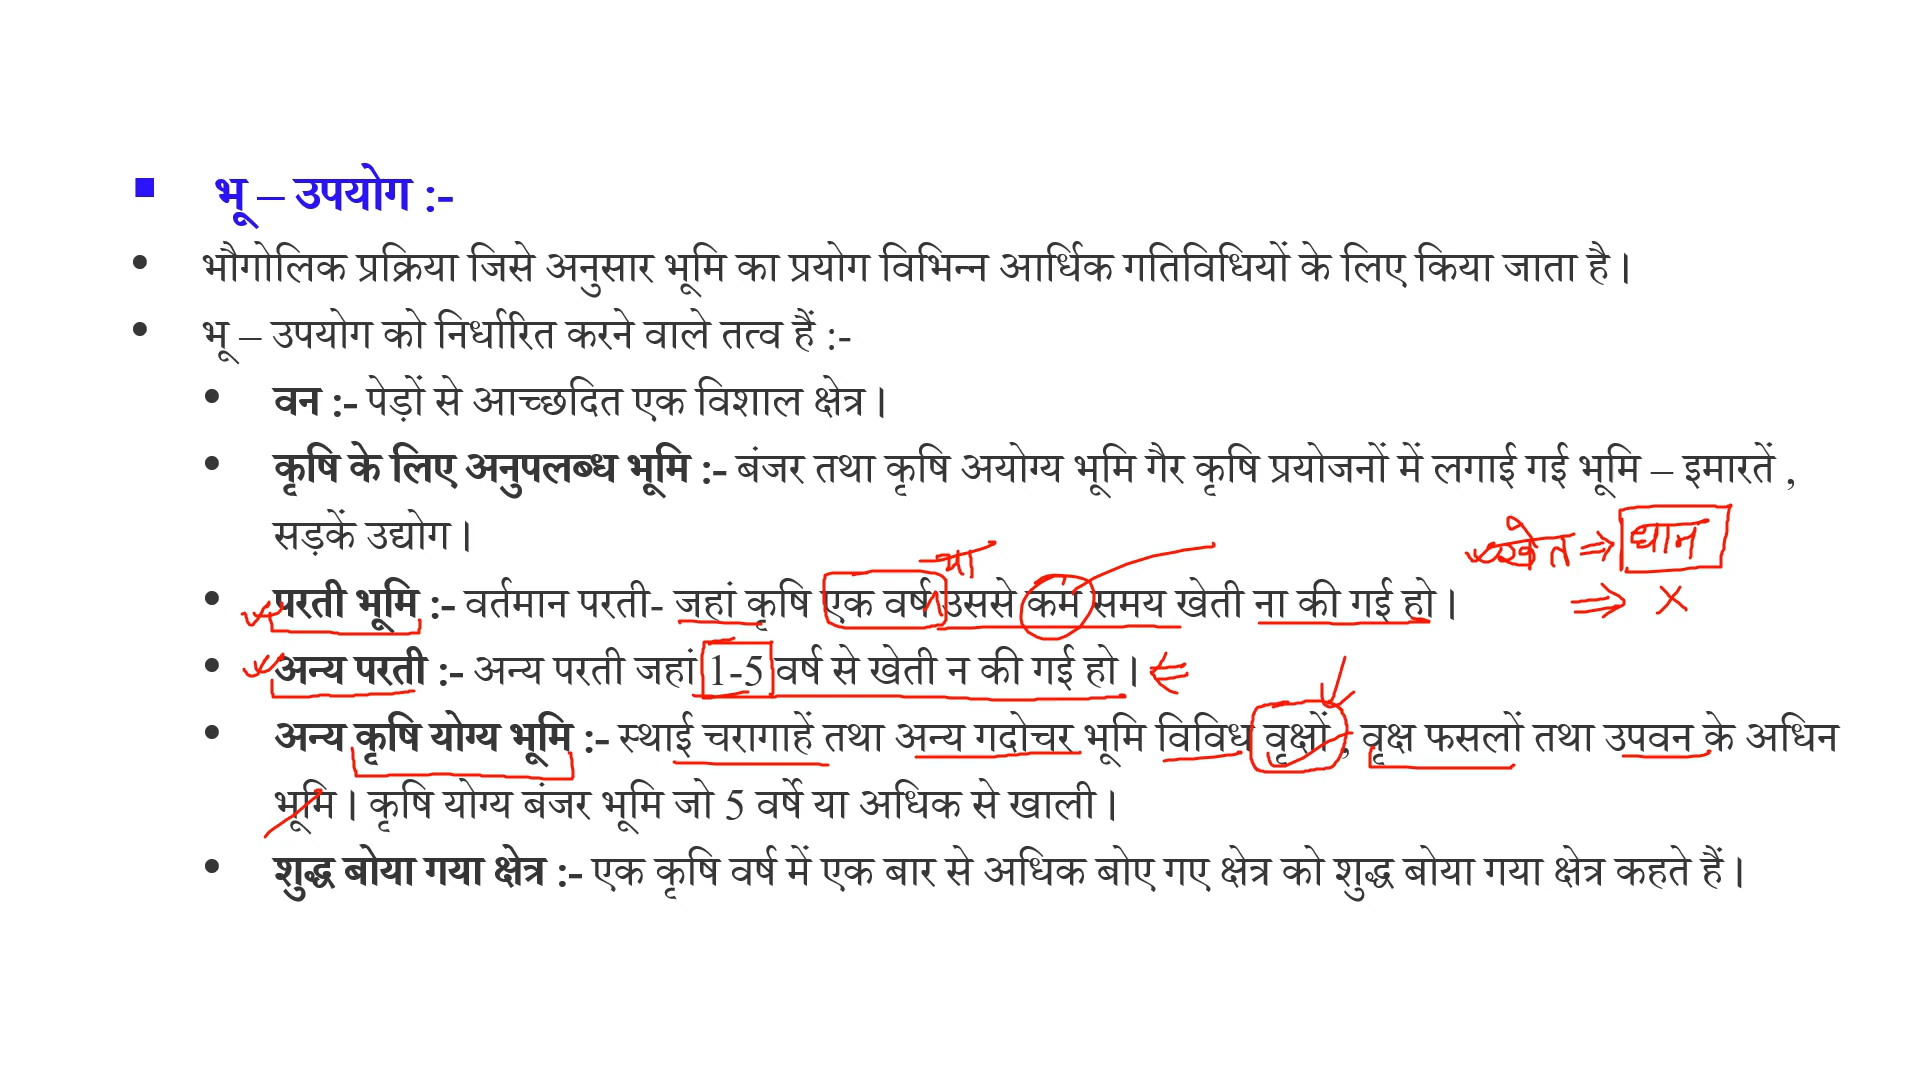 भू – उपयोग :-
भौगोलिक प्रक्रिया जिसे अनुसार भूमि का प्रयोग विभिन्न आर्धिक गतिविधियों के लिए किया जाता है।
भू – उपयोग को निर्धारित करने वाले तत्व हैं :-
वन :- पेड़ों से आच्छदित एक विशाल क्षेत्र।
कृषि के लिए अनुपलब्ध भूमि :- बंजर तथा कृषि अयोग्य भूमि गैर कृषि प्रयोजनों में लगाई गई भूमि – इमारतें ,
सड़कें उद्योग।
खेत ⇒ धान
या
परती भूमि :- वर्तमान परती- जहां कृषि एक वर्ष उससे कम समय खेती ना की गई हो।
⇒ ×
अन्य परती :- अन्य परती जहां 1-5 वर्ष से खेती न की गई हो।
अन्य कृषि योग्य भूमि :- स्थाई चरागाहें तथा अन्य गदोचर भूमि विविध वृक्षों , वृक्ष फसलों तथा उपवन के अधिन
भूमि। कृषि योग्य बंजर भूमि जो 5 वर्षे या अधिक से खाली।
शुद्ध बोया गया क्षेत्र :- एक कृषि वर्ष में एक बार से अधिक बोए गए क्षेत्र को शुद्ध बोया गया क्षेत्र कहते हैं।